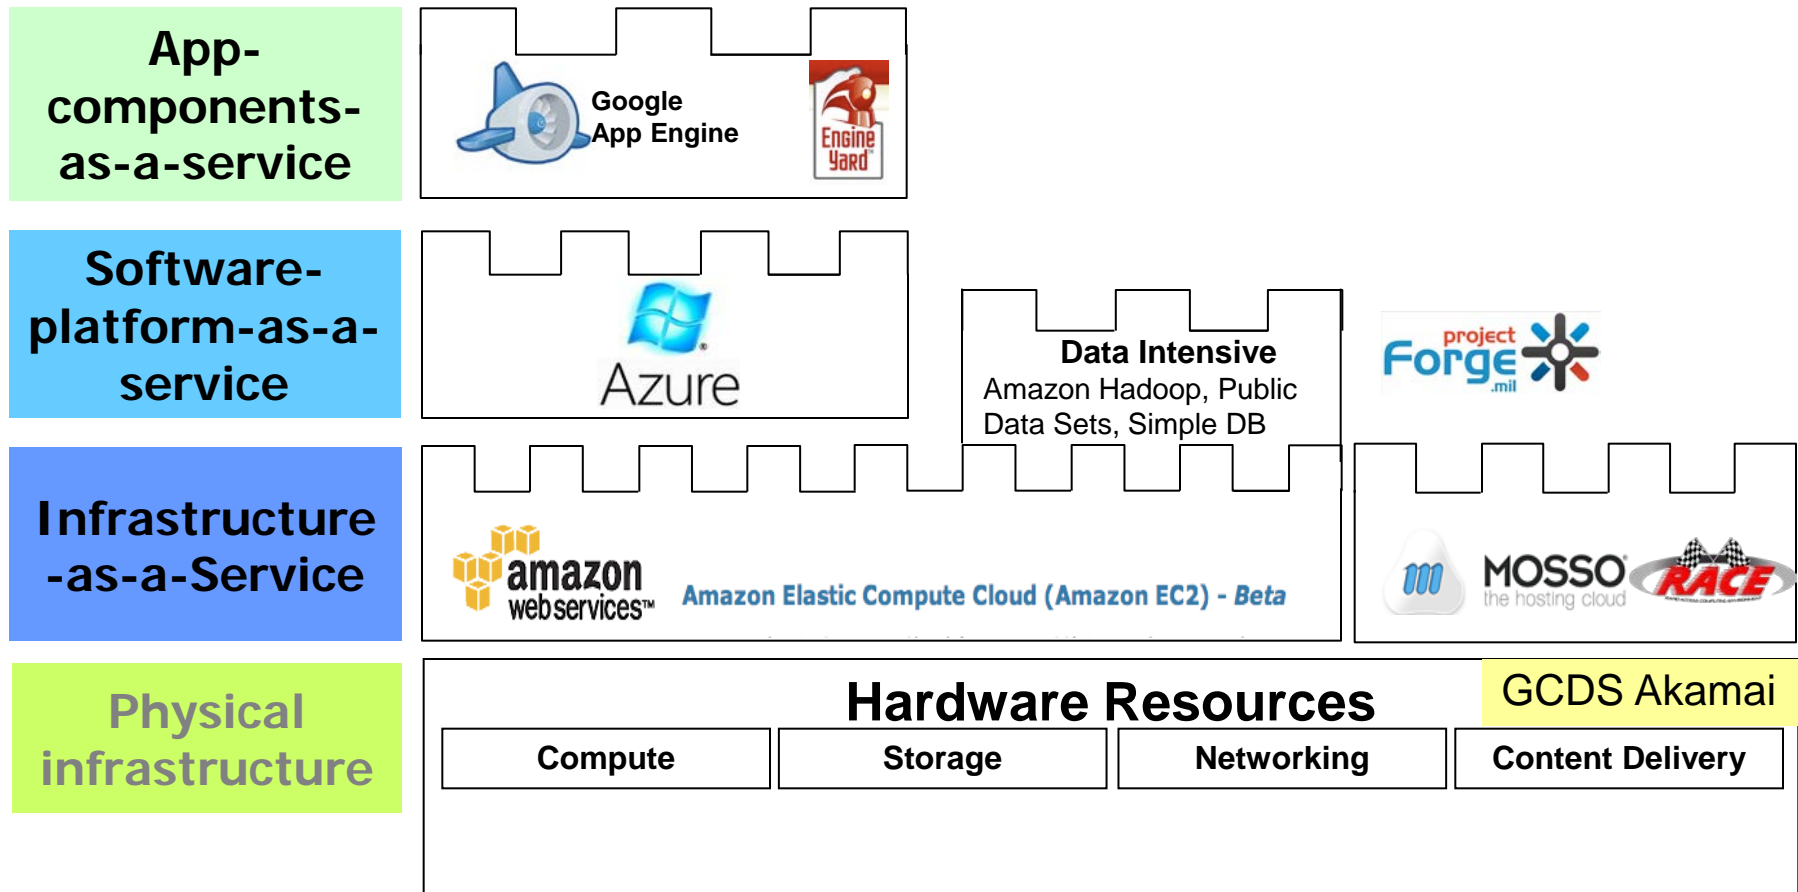 App-
components-
as-a-service
Google
App Engine
Engine
Yard™
Software-
platform-as-a-
service
Azure
Data Intensive
Amazon Hadoop, Public
Data Sets, Simple DB
project
Forge
.mil
Infrastructure
-as-a-Service
amazon
webservices™
Amazon Elastic Compute Cloud (Amazon EC2) - Beta
m
MOSSO®
the hosting cloud
RACE
Physical
infrastructure
Hardware Resources
GCDS Akamai
Compute
Storage
Networking
Content Delivery